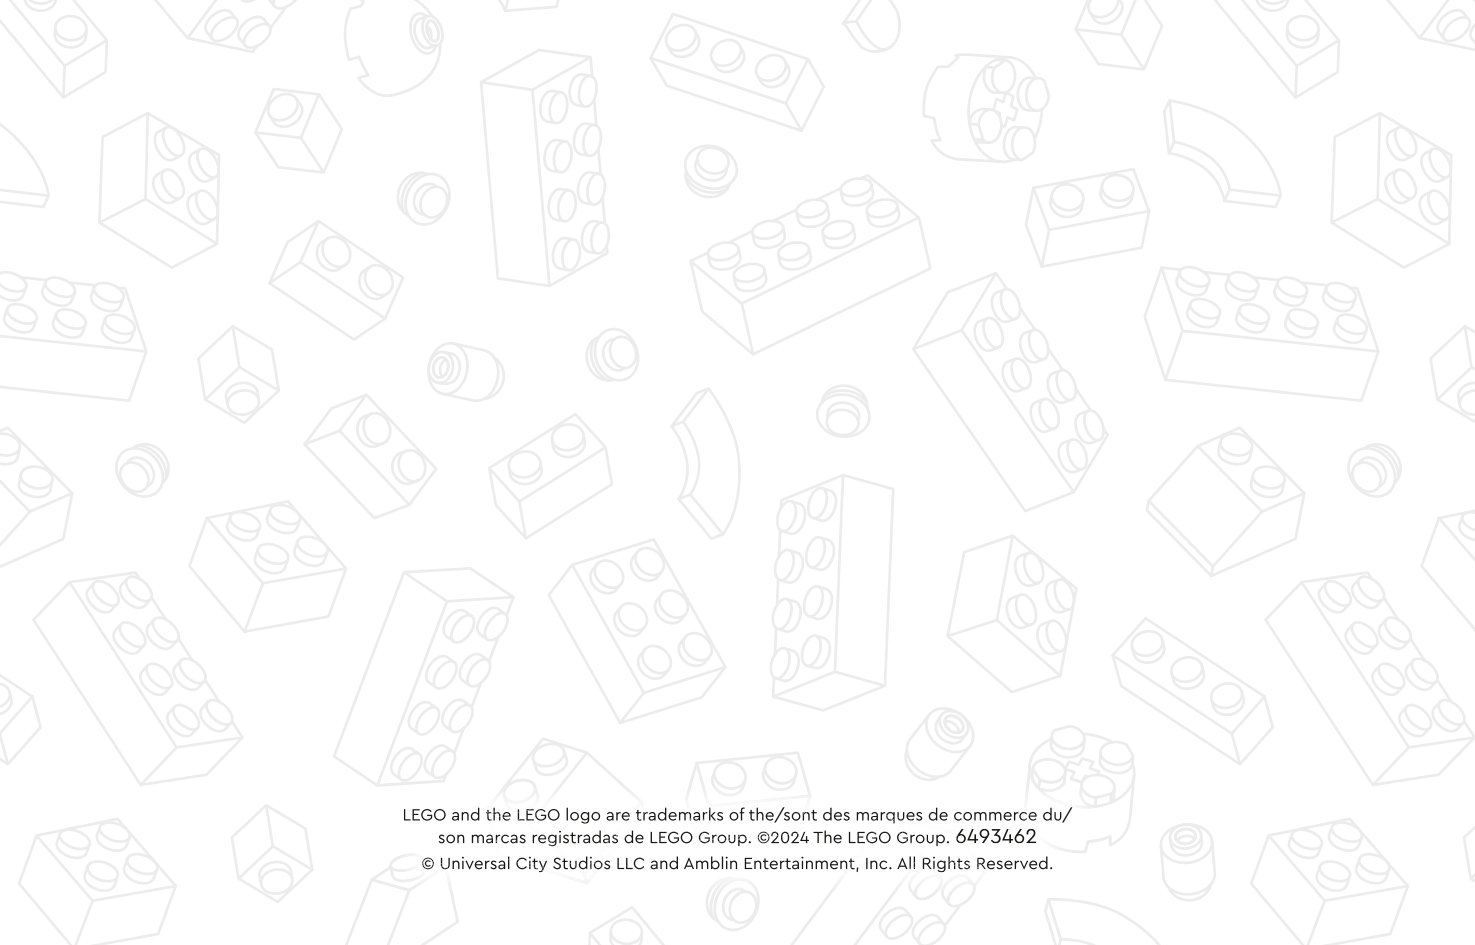 LEGO and the LEGO logo are trademarks of the/sont des marques de commerce du/
son marcas registradas de LEGO Group. ©2024 The LEGO Group. 6493462
© Universal City Studios LLC and Amblin Entertainment, Inc. All Rights Reserved.